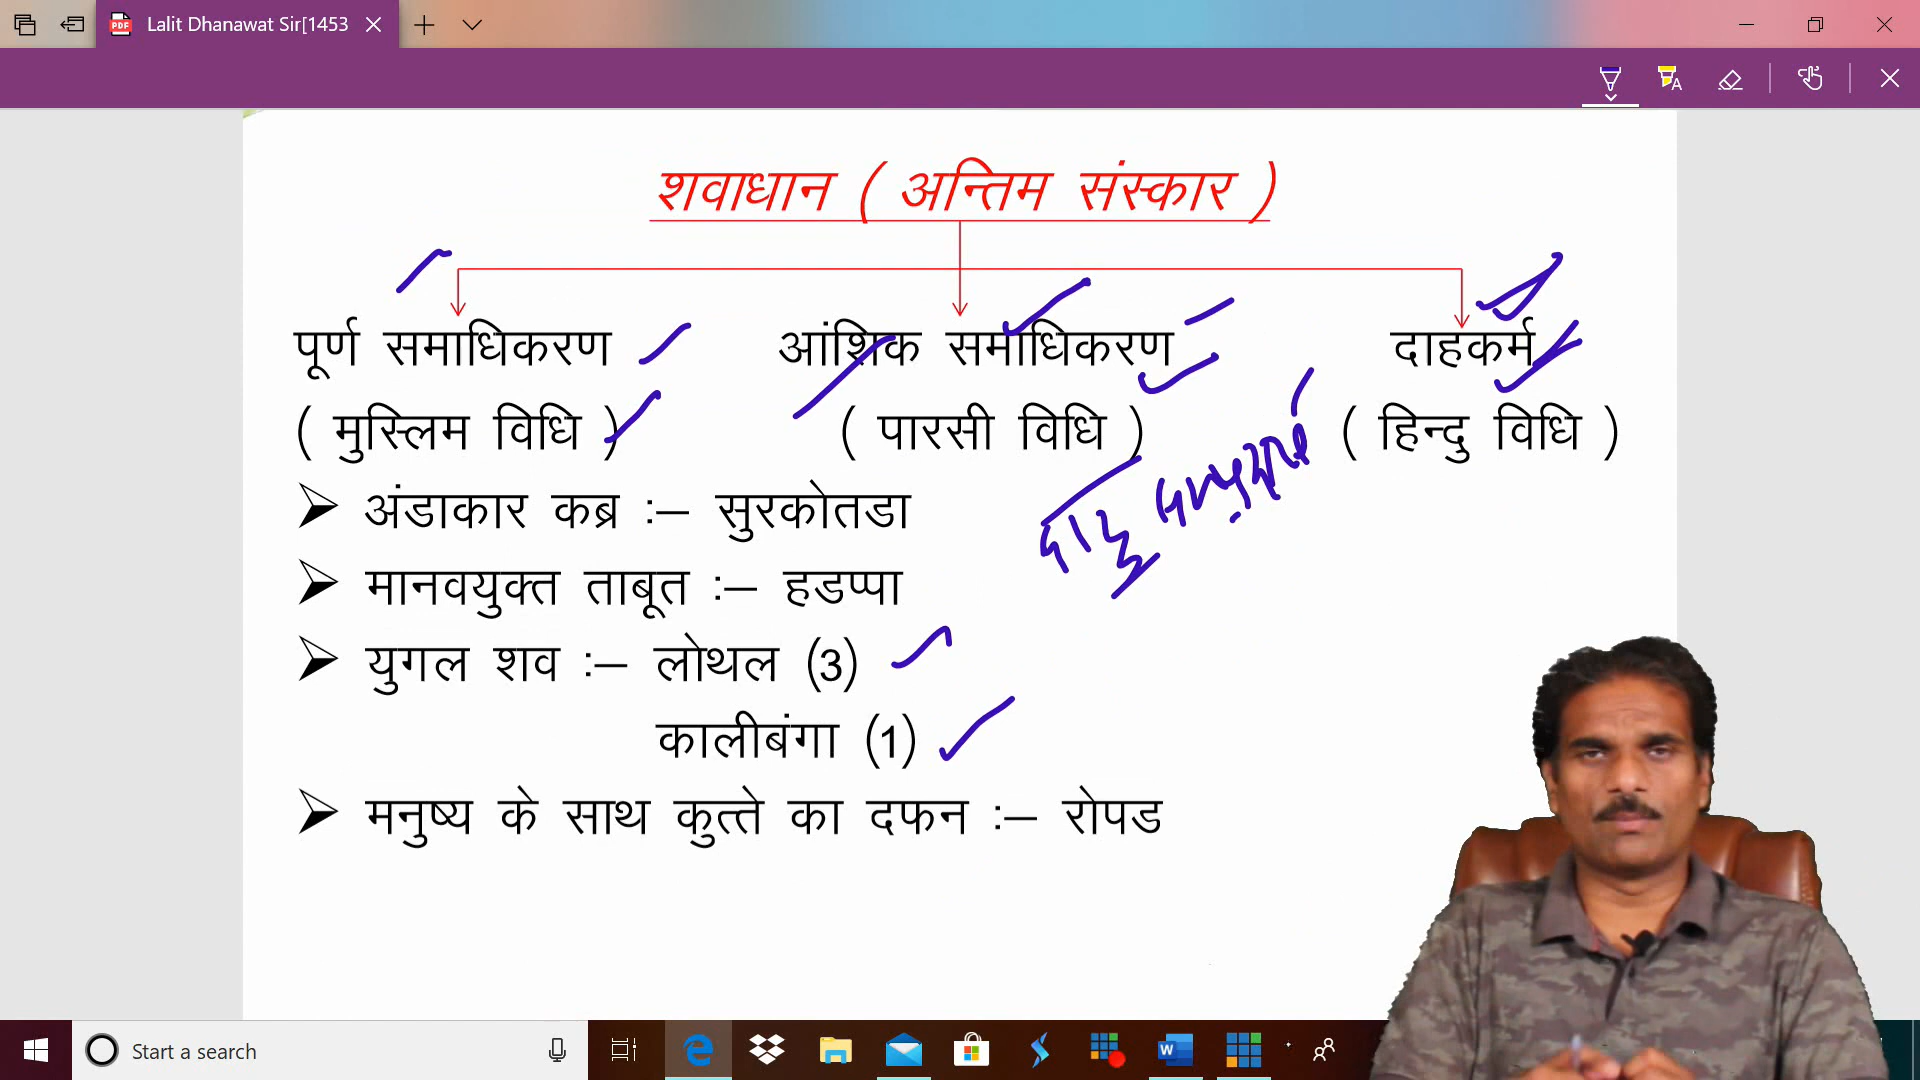 Lalit Dhanawat Sir[1453
शवाधान ( अन्तिम संस्कार )
पूर्ण समाधिकरण आंशिक समाधिकरण दाहकर्म
( मुस्लिम विधि ) ( पारसी विधि ) ( हिन्दु विधि )
अंडाकार कब्र :– सुरकोतडा
मानवयुक्त ताबूत :– हडप्पा
युगल शव :– लोथल (3)
कालीबंगा (1)
मनुष्य के साथ कुत्ते का दफन :– रोपड
Start a search